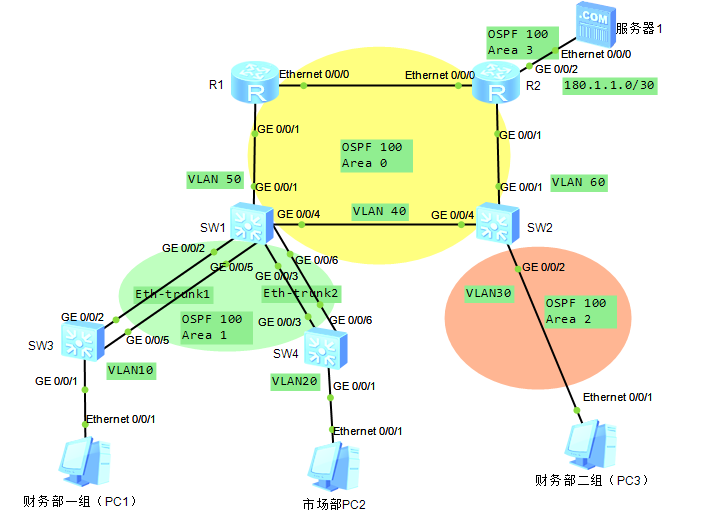 服务器1
.COM
OSPF 100
Area 3
Ethernet 0/0/0
GE 0/0/2
180.1.1.0/30
R1
R
Ethernet 0/0/0
Ethernet 0/0/0
R
R2
GE 0/0/1
GE 0/0/1
OSPF 100
Area 0
VLAN 50
GE 0/0/1
GE 0/0/1
VLAN 60
SW1
GE 0/0/4
VLAN 40
GE 0/0/4
SW2
GE 0/0/2
GE 0/0/5
GE 0/0/3
GE 0/0/6
GE 0/0/2
Eth-trunk1
Eth-trunk2
VLAN30
OSPF 100
Area 2
GE 0/0/2
GE 0/0/5
OSPF 100
Area 1
GE 0/0/3
GE 0/0/6
SW3
SW4
VLAN10
VLAN20
GE 0/0/1
GE 0/0/1
Ethernet 0/0/1
Ethernet 0/0/1
Ethernet 0/0/1
财务部一组（PC1）
市场部PC2
财务部二组（PC3）